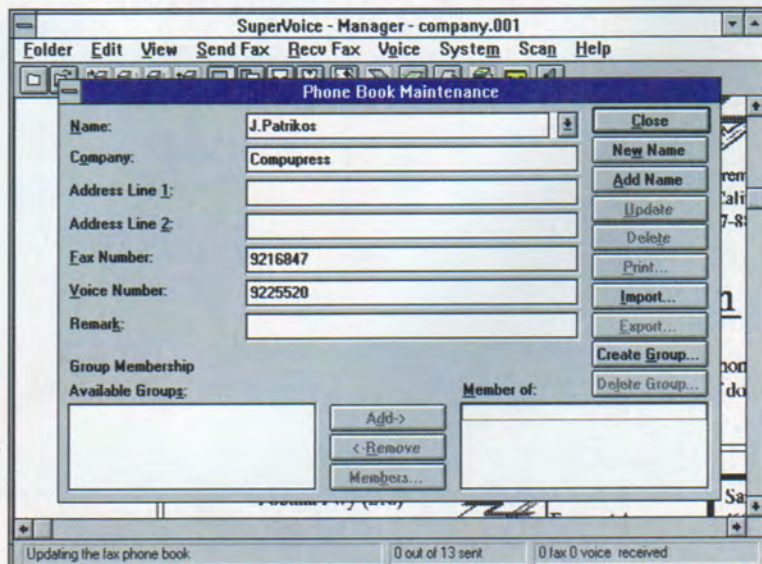 SuperVoice - Manager - company.001
Folder Edit View Send Fax Recv Fax Voice System Scan Help
Phone Book Maintenance
Name: J.Patrikos
Close
Company: Compupress
New Name
Address Line 1:
Add Name
Address Line 2:
Update
Delete
Fax Number: 9216847
Print...
Voice Number: 9225520
Import...
Remark:
Export...
Group Membership
Create Group...
Available Groups:
Member of:
Delete Group...
Add->
<-Remove
Members...
Updating the fax phone book 0 out of 13 sent 0 fax 0 voice received